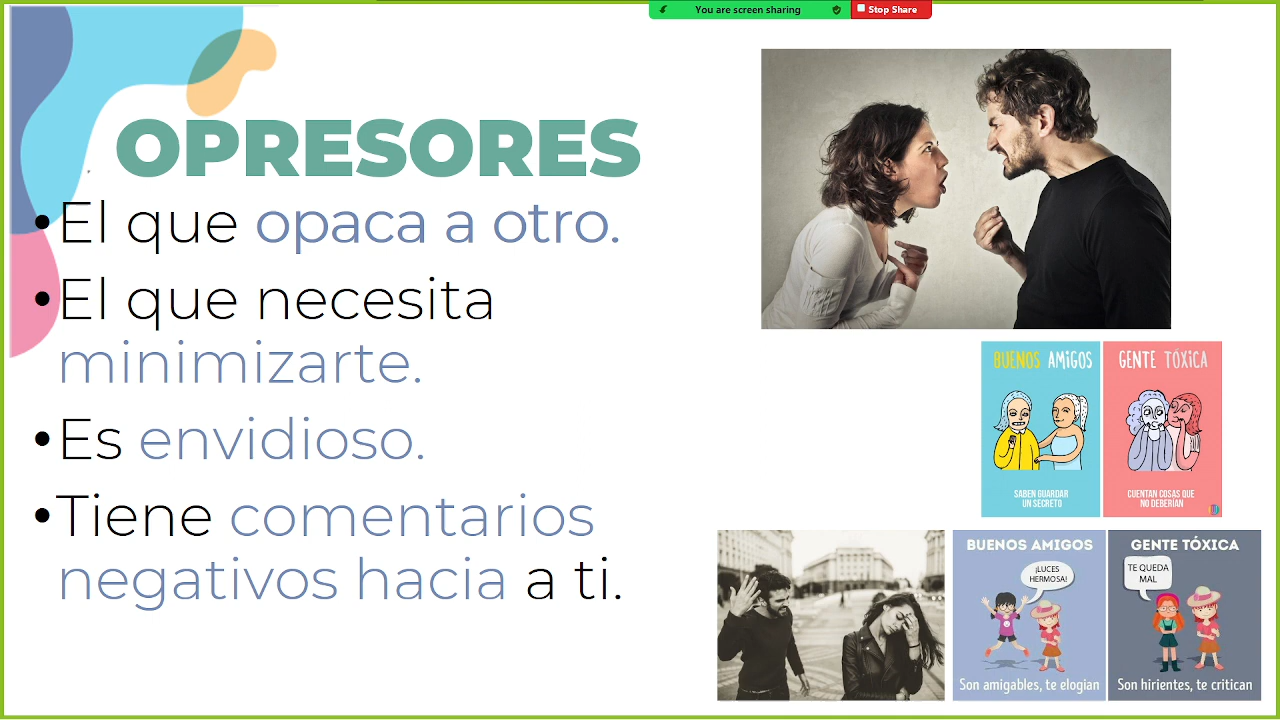 You are screen sharing
Stop Share
OPRESORES
•El que opaca a otro.
•El que necesita
minimizarte.
•Es envidioso.
•Tiene comentarios
negativos hacia a ti.
BUENOS AMIGOS
SABEN GUARDAR
UN SECRETO
GENTE TÓXICA
CUENTAN COSAS QUE
NO DEBERÍAN
BUENOS AMIGOS
¡LUCES
HERMOSA!
Son amigables, te elogian
GENTE TÓXICA
TE QUEDA
MAL
Son hirientes, te critican